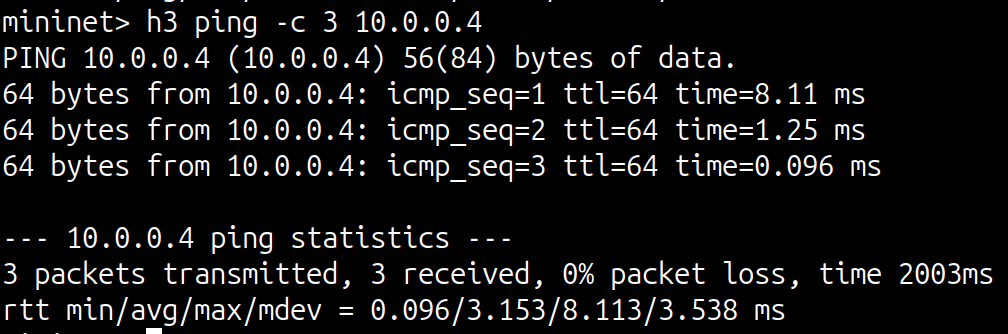 mininet> h3 ping -c 3 10.0.0.4
PING 10.0.0.4 (10.0.0.4) 56(84) bytes of data.
64 bytes from 10.0.0.4: icmp_seq=1 ttl=64 time=8.11 ms
64 bytes from 10.0.0.4: icmp_seq=2 ttl=64 time=1.25 ms
64 bytes from 10.0.0.4: icmp_seq=3 ttl=64 time=0.096 ms
--- 10.0.0.4 ping statistics ---
3 packets transmitted, 3 received, 0% packet loss, time 2003ms
rtt min/avg/max/mdev = 0.096/3.153/8.113/3.538 ms